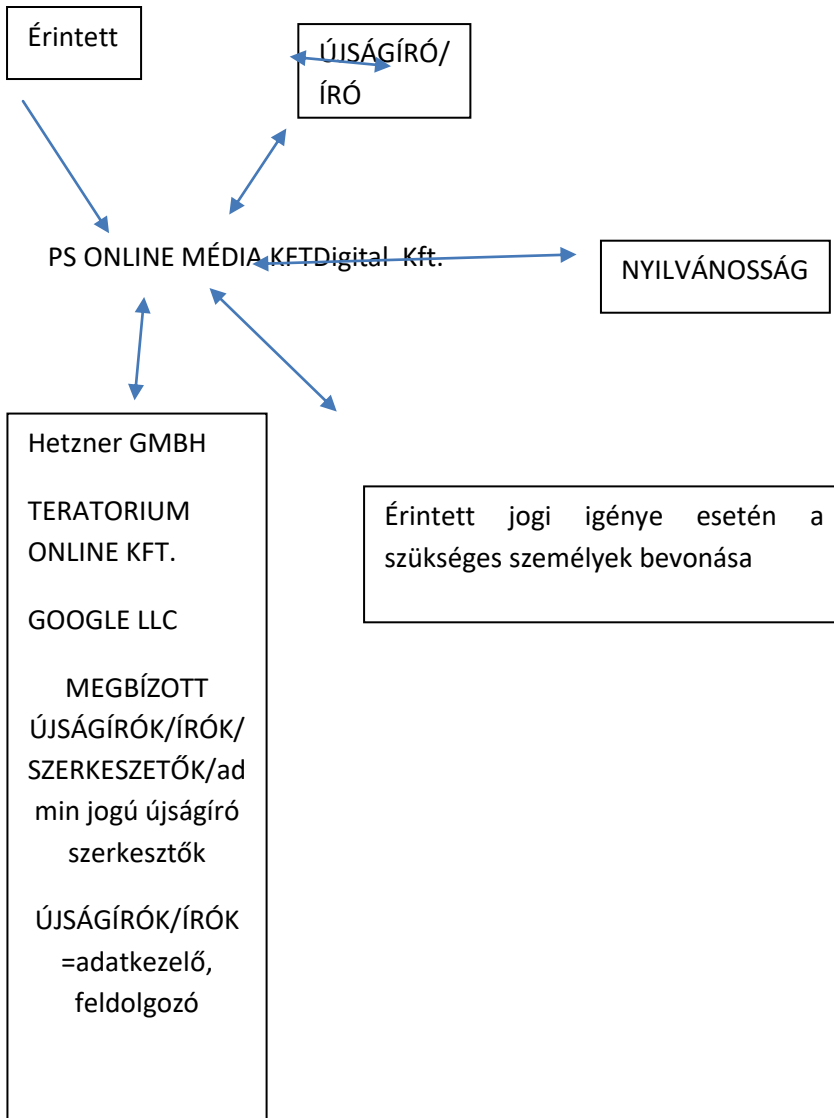 Érintett
ÚJSÁGÍRÓ/
ÍRÓ
PS ONLINE MÉDIA KFTDigital Kft.
NYILVÁNOSSÁG
Hetzner GMBH
TERATORIUM
ONLINE KFT.
GOOGLE LLC
MEGBÍZOTT
ÚJSÁGÍRÓK/ÍRÓK/
SZERKESZETŐK/ad
min jogú újságíró
szerkesztők
ÚJSÁGÍRÓK/ÍRÓK
=adatkezelő,
feldolgozó
Érintett jogi igénye esetén a
szükséges személyek bevonása